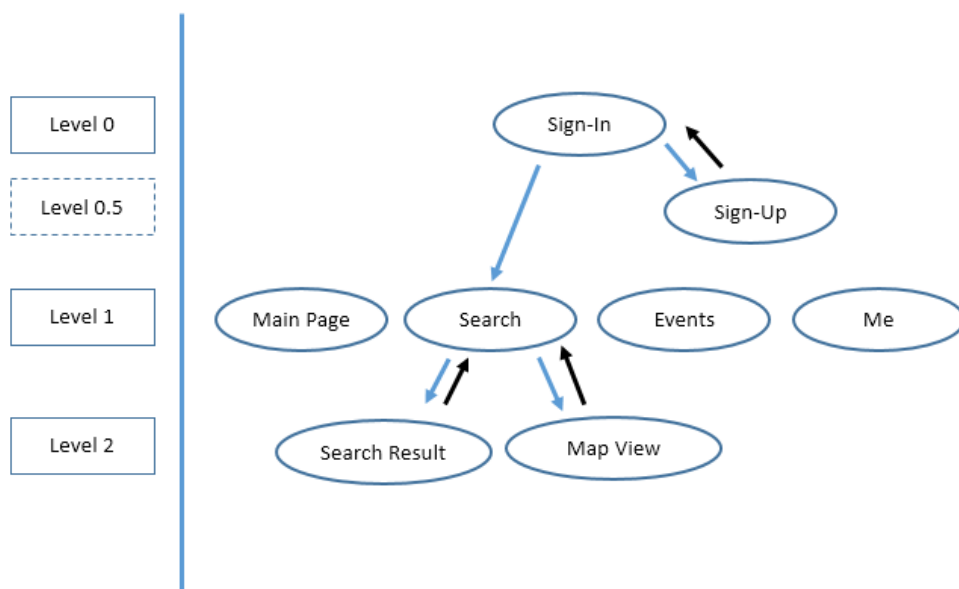 Level 0
Sign-In
Level 0.5
Sign-Up
Level 1
Main Page
Search
Events
Me
Level 2
Search Result
Map View